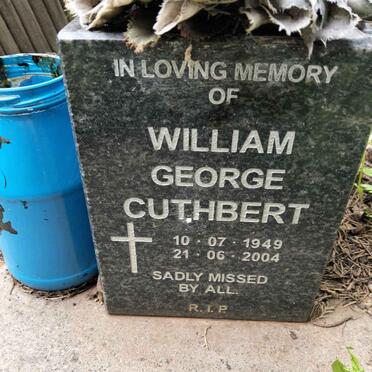 IN LOVING MEMORY
OF
WILLIAM
GEORGE
CUTHBERT
10 · 07 · 1949
21 · 06 · 2004
SADLY MISSED
BY ALL.
R.I.P